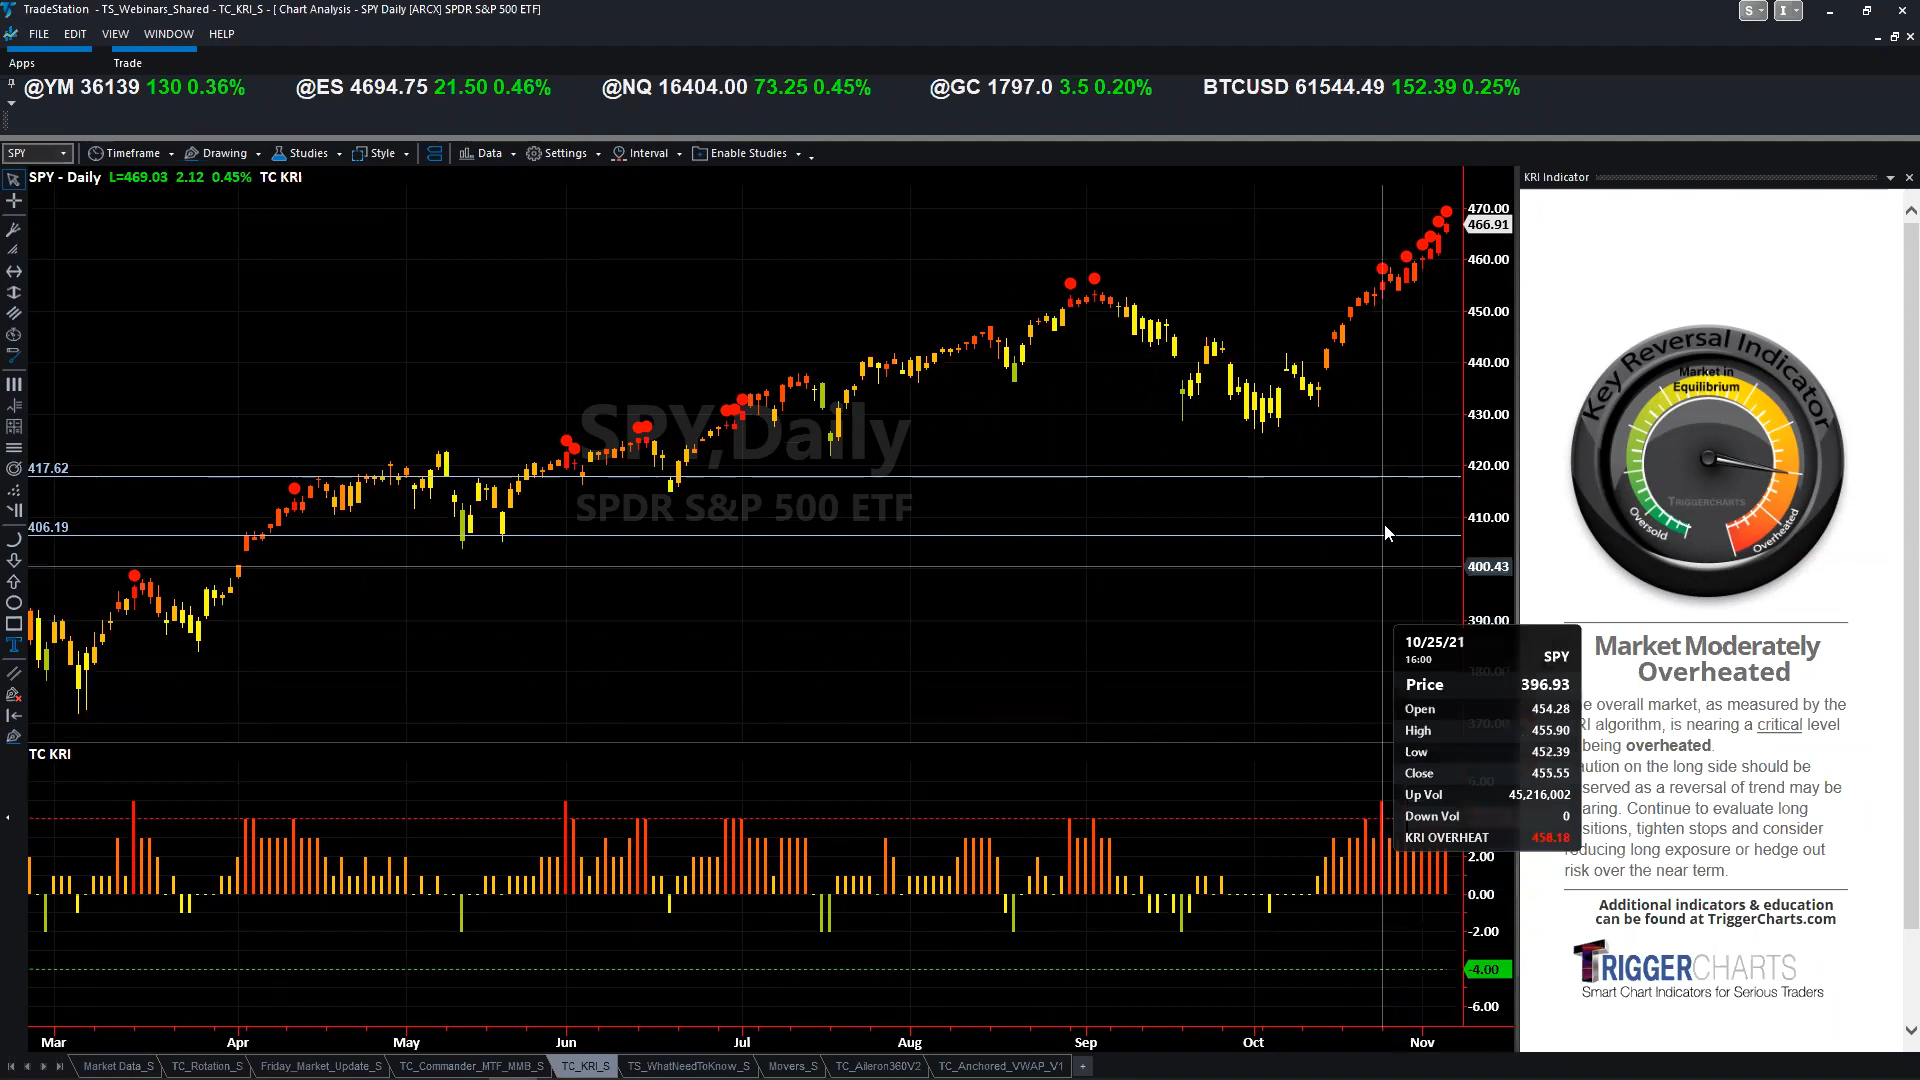 TradeStation - TS_Webinars_Shared - TC_KRI_S - [ Chart Analysis - SPY Daily [ARCX] SPDR S&P 500 ETF]
S
I
FILE EDIT VIEW WINDOW HELP
Apps Trade
@YM 36139 130 0.36% @ES 4694.75 21.50 0.46% @NQ 16404.00 73.25 0.45% @GC 1797.0 3.5 0.20% BTCUSD 61544.49 152.39 0.25%
SPY Timeframe Drawing Studies Style Data Settings Interval Enable Studies
SPY - Daily L=469.03 2.12 0.45% TC KRI
KRI Indicator
470.00
466.91
460.00
450.00
440.00
430.00
420.00
410.00
400.43
390.00
380.00
370.00
SPY,Daily
SPDR S&P 500 ETF
417.62
406.19
Key Reversal Indicator
Market in
Equilibrium
TRIGGERCHARTS
Oversold
Overheated
10/25/21
16:00
SPY
Price 396.93
Open 454.28
High 455.90
Low 452.39
Close 455.55
Up Vol 45,216,002
Down Vol 0
KRI OVERHEAT 458.18
Market Moderately
Overheated
e overall market, as measured by the
RI algorithm, is nearing a critical level
being overheated.
aution on the long side should be
served as a reversal of trend may be
aring. Continue to evaluate long
sitions, tighten stops and consider
reducing long exposure or hedge out
risk over the near term.
Additional indicators & education
can be found at TriggerCharts.com
TRIGGERCHARTS
Smart Chart Indicators for Serious Traders
TC KRI
6.00
2.00
0.00
-2.00
-4.00
-6.00
Mar Apr May Jun Jul Aug Sep Oct Nov
Market Data_S TC_Rotation_S Friday_Market_Update_S TC_Commander_MTF_MMB_S TC_KRI_S TS_WhatNeedToKnow_S Movers_S TC_Aileron360V2 TC_Anchored_VWAP_V1 +